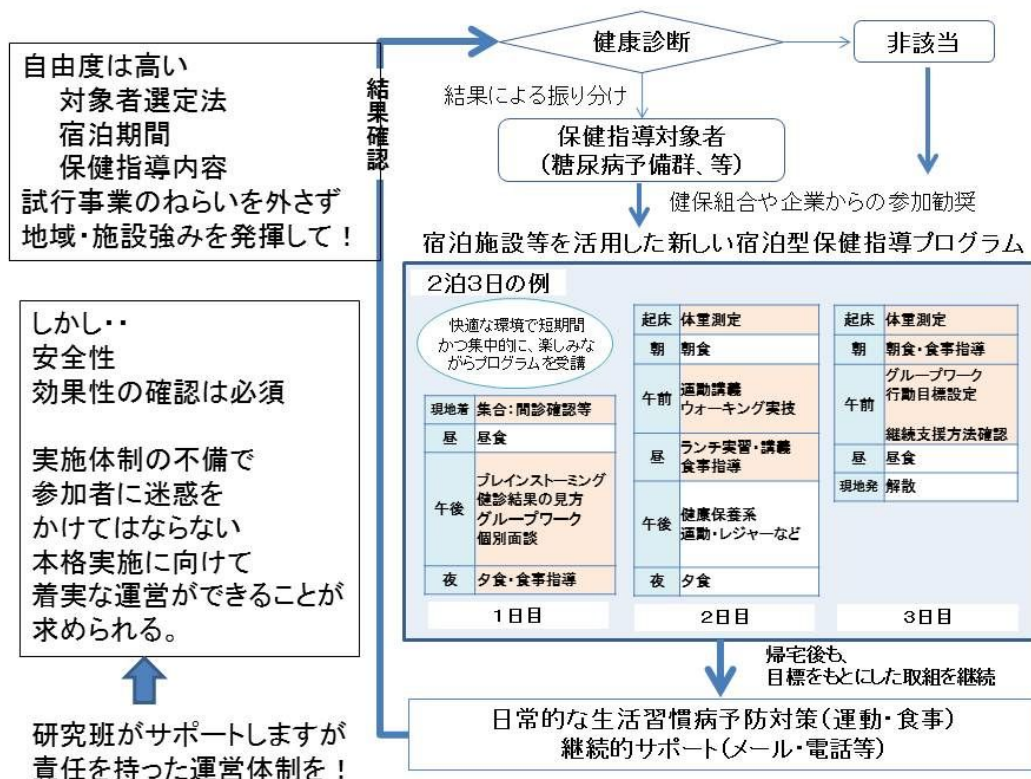 自由度は高い
対象者選定法
宿泊期間
保健指導内容
試行事業のねらいを外さず
地域・施設強みを発揮して！
しかし・・
安全性
効果性の確認は必須
実施体制の不備で
参加者に迷惑を
かけてはならない
本格実施に向けて
着実な運営ができることが
求められる。
研究班がサポートしますが
責任を持った運営体制を！
結果確認
健康診断
非該当
結果による振り分け
保健指導対象者
(糖尿病予備群、等)
健保組合や企業からの参加勧奨
宿泊施設等を活用した新しい宿泊型保健指導プログラム
2泊3日の例
快適な環境で短期間
かつ集中的に、楽しみな
がらプログラムを受講
現地着 集合:問診確認等
昼 昼食
午後 ブレインストーミング
健診結果の見方
グループワーク
個別面談
夜 夕食・食事指導
1日目
起床 体重測定
朝 朝食
午前 運動講義
ウォーキング実技
昼 ランチ実習・講義
食事指導
午後 健康保養系
運動・レジャーなど
夜 夕食
2日目
起床 体重測定
朝 朝食・食事指導
午前 グループワーク
行動目標設定
継続支援方法確認
昼 昼食
現地発 解散
3日目
帰宅後も、
目標をもとにした取組を継続
日常的な生活習慣病予防対策(運動・食事)
継続的サポート(メール・電話等)